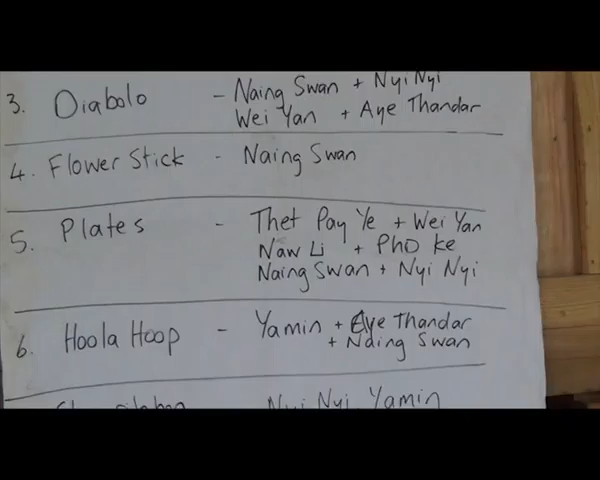 3. Diabolo - Naing Swan + Nyi Nyi
Wei Yan + Aye Thandar
4. Flower Stick - Naing Swan
5. Plates - Thet Pay Ye + Wei Yan
Naw Li + Pho Ke
Naing Swan + Nyi Nyi
6. Hoola Hoop - Yamin + Aye Thandar
+ Naing Swan
Nyi Nyi, Yamin